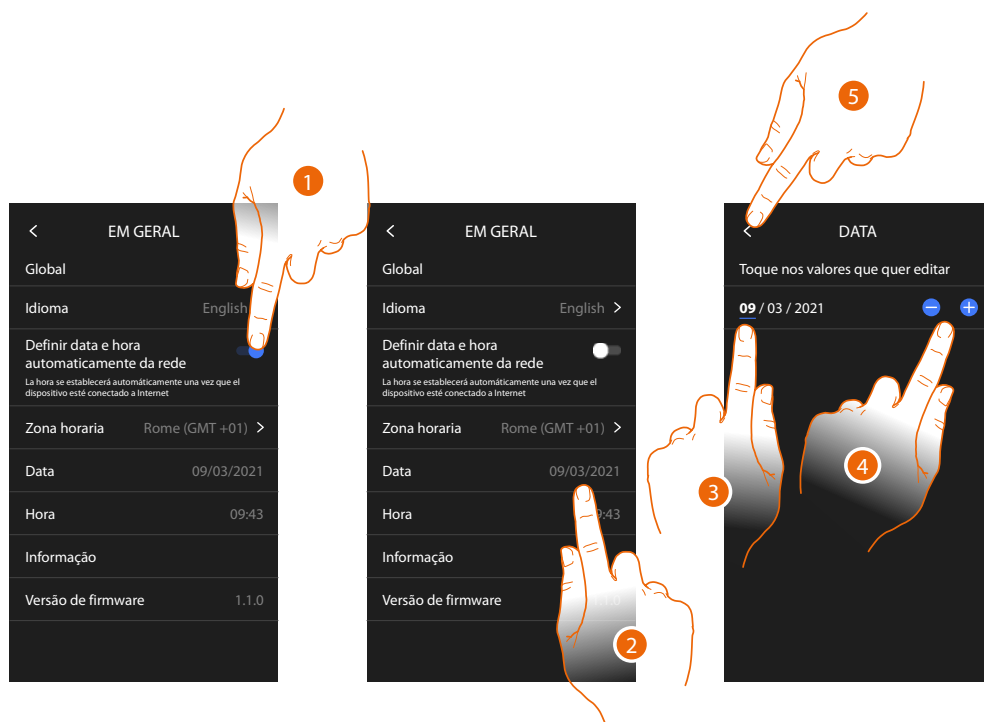 5
1
< EM GERAL
Global
Idioma English
Definir data e hora
automaticamente da rede
La hora se establecerá automáticamente una vez que el
dispositivo esté conectado a Internet
Zona horaria Rome (GMT +01) >
Data 09/03/2021
Hora 09:43
Informação
Versão de firmware 1.1.0
< EM GERAL
Global
Idioma English >
Definir data e hora
automaticamente da rede
La hora se establecerá automáticamente una vez que el
dispositivo esté conectado a Internet
Zona horaria Rome (GMT +01) >
Data 09/03/2021
Hora :43
Informação
Versão de firmware
2
< DATA
Toque nos valores que quer editar
09 / 03 / 2021 − +
3
4